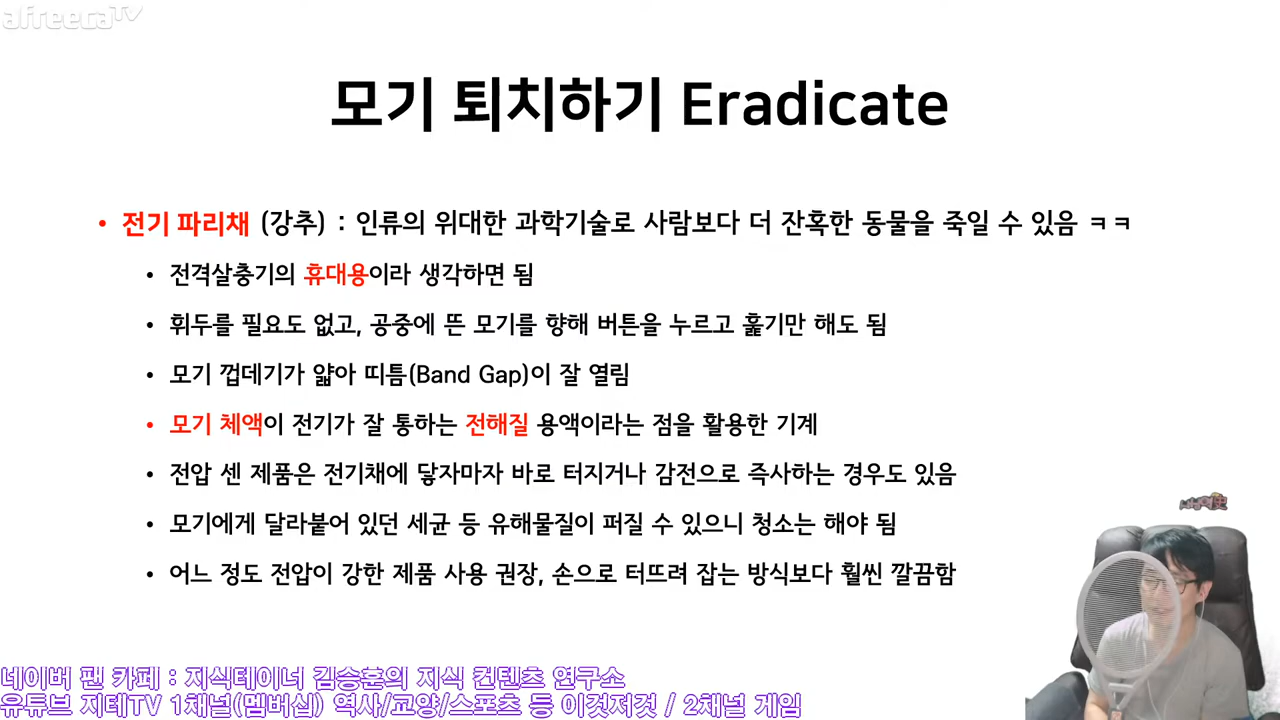 afreecaTV
모기 퇴치하기 Eradicate
• 전기 파리채 (강추) : 인류의 위대한 과학기술로 사람보다 더 잔혹한 동물을 죽일 수 있음 ㅋㅋ
• 전격살충기의 휴대용이라 생각하면 됨
• 휘두를 필요도 없고, 공중에 뜬 모기를 향해 버튼을 누르고 훑기만 해도 됨
• 모기 껍데기가 얇아 띠틈(Band Gap)이 잘 열림
• 모기 체액이 전기가 잘 통하는 전해질 용액이라는 점을 활용한 기계
• 전압 센 제품은 전기채에 닿자마자 바로 터지거나 감전으로 즉사하는 경우도 있음
• 모기에게 달라붙어 있던 세균 등 유해물질이 퍼질 수 있으니 청소는 해야 됨
• 어느 정도 전압이 강한 제품 사용 권장, 손으로 터뜨려 잡는 방식보다 훨씬 깔끔함
네이버 팬 카페 : 지식테이너 김승훈의 지식 컨텐츠 연구소
유튜브 지테TV 1채널(멤버십) 역사/교양/스포츠 등 이것저것 / 2채널 게임